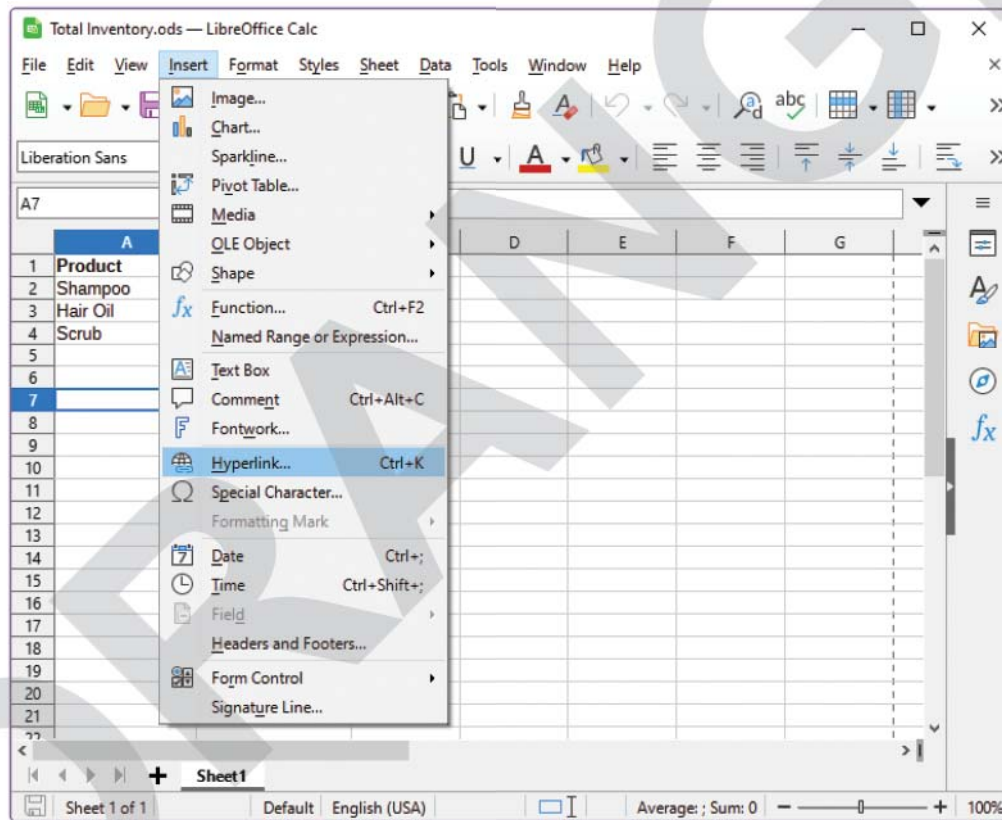 Total Inventory.ods — LibreOffice Calc
File Edit View Insert Format Styles Sheet Data Tools Window Help
Liberation Sans
A7
A D E F G
1 Product
2 Shampoo
3 Hair Oil
4 Scrub
5
6
7
8
9
10
11
12
13
14
15
16
17
18
19
20
21
22
Image...
Chart...
Sparkline...
Pivot Table...
Media
OLE Object
Shape
Function... Ctrl+F2
Named Range or Expression...
Text Box
Comment Ctrl+Alt+C
Fontwork...
Hyperlink... Ctrl+K
Special Character...
Formatting Mark
Date Ctrl+;
Time Ctrl+Shift+;
Field
Headers and Footers...
Form Control
Signature Line...
Sheet1
Sheet 1 of 1 Default English (USA) Average: ; Sum: 0 100%